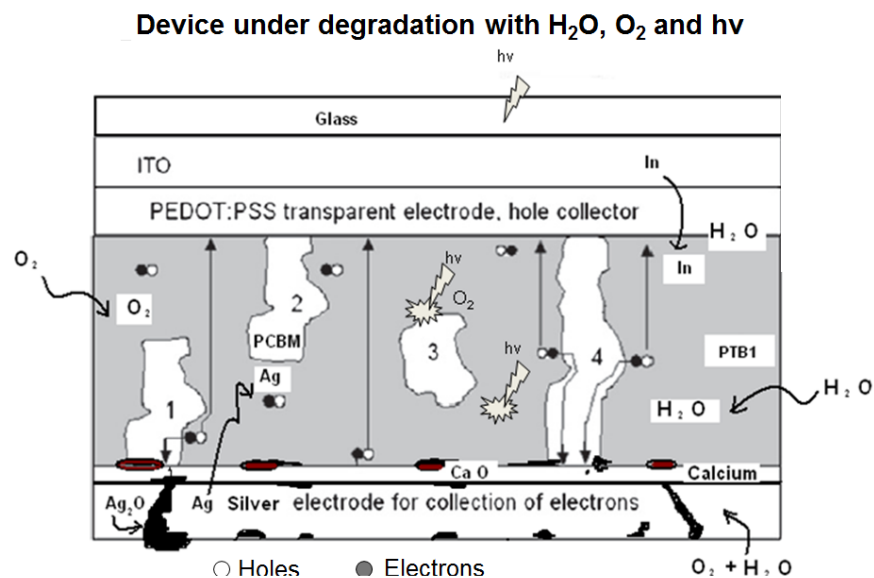 Device under degradation with H₂O, O₂ and hv
hv
Glass
ITO
In
PEDOT:PSS transparent electrode, hole collector
H₂O
O₂
hv
In
O₂
O₂
2
PCBM
3
hv
4
PTB1
Ag
H₂O
H₂O
1
Ca O
Calcium
Ag₂O
Ag
Silver electrode for collection of electrons
Holes
Electrons
O₂ + H₂O